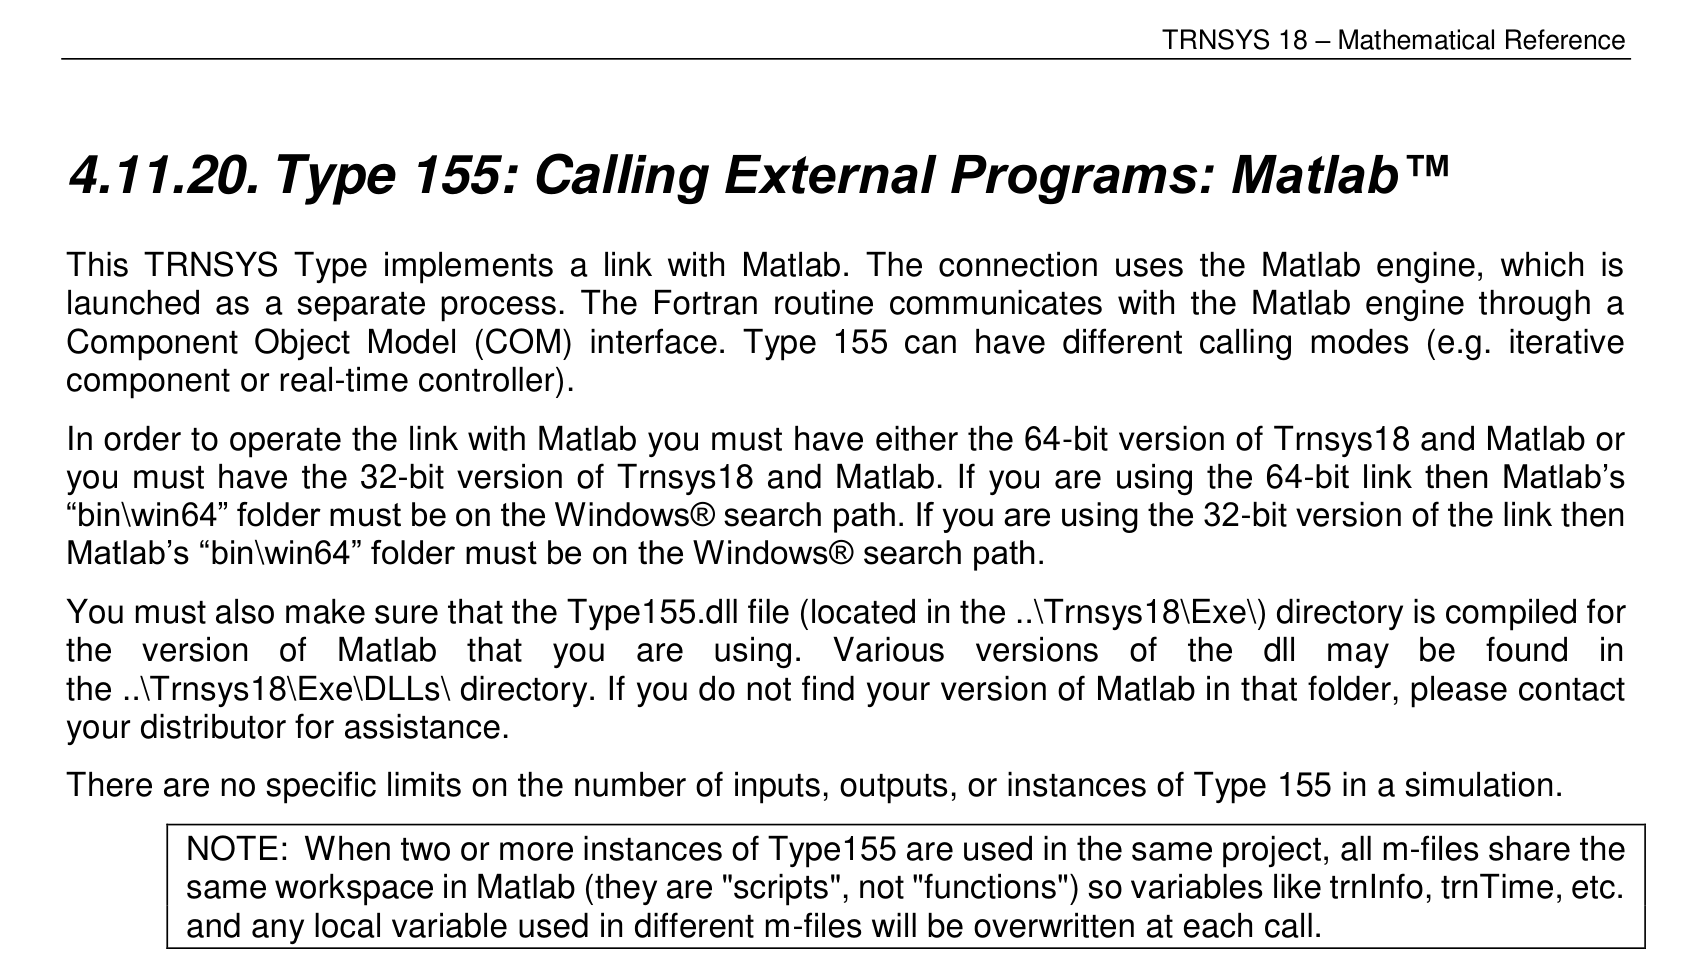 TRNSYS 18 – Mathematical Reference
4.11.20. Type 155: Calling External Programs: Matlab™
This TRNSYS Type implements a link with Matlab. The connection uses the Matlab engine, which is
launched as a separate process. The Fortran routine communicates with the Matlab engine through a
Component Object Model (COM) interface. Type 155 can have different calling modes (e.g. iterative
component or real-time controller).
In order to operate the link with Matlab you must have either the 64-bit version of Trnsys18 and Matlab or
you must have the 32-bit version of Trnsys18 and Matlab. If you are using the 64-bit link then Matlab’s
“bin\win64” folder must be on the Windows® search path. If you are using the 32-bit version of the link then
Matlab’s “bin\win64” folder must be on the Windows® search path.
You must also make sure that the Type155.dll file (located in the ..\Trnsys18\Exe\) directory is compiled for
the version of Matlab that you are using. Various versions of the dll may be found in
the ..\Trnsys18\Exe\DLLs\ directory. If you do not find your version of Matlab in that folder, please contact
your distributor for assistance.
There are no specific limits on the number of inputs, outputs, or instances of Type 155 in a simulation.
NOTE: When two or more instances of Type155 are used in the same project, all m-files share the
same workspace in Matlab (they are "scripts", not "functions") so variables like trnInfo, trnTime, etc.
and any local variable used in different m-files will be overwritten at each call.